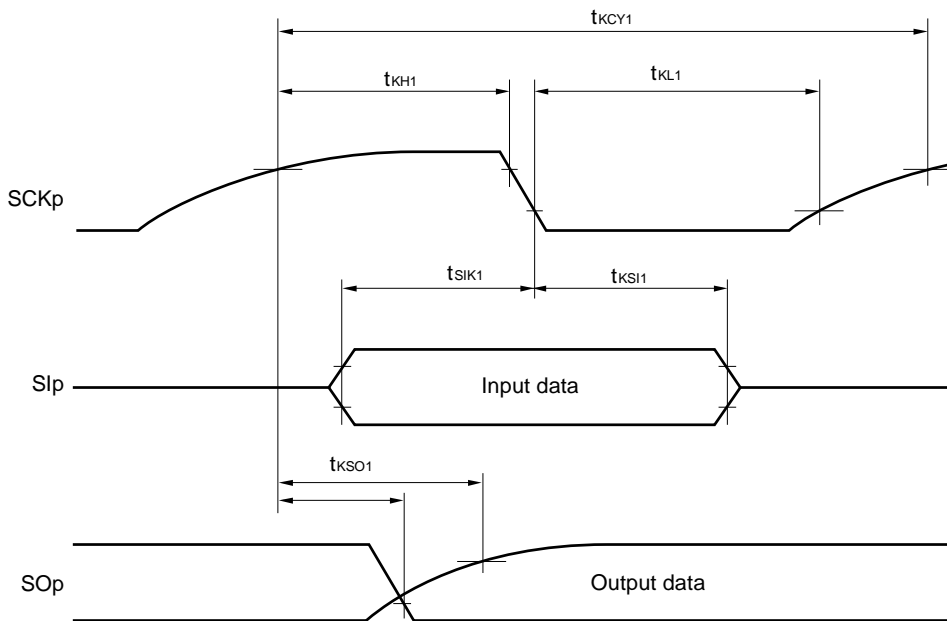 tKCY1
tKH1
tKL1
SCKp
tSIK1
tKSI1
SIp
Input data
tKSO1
SOp
Output data